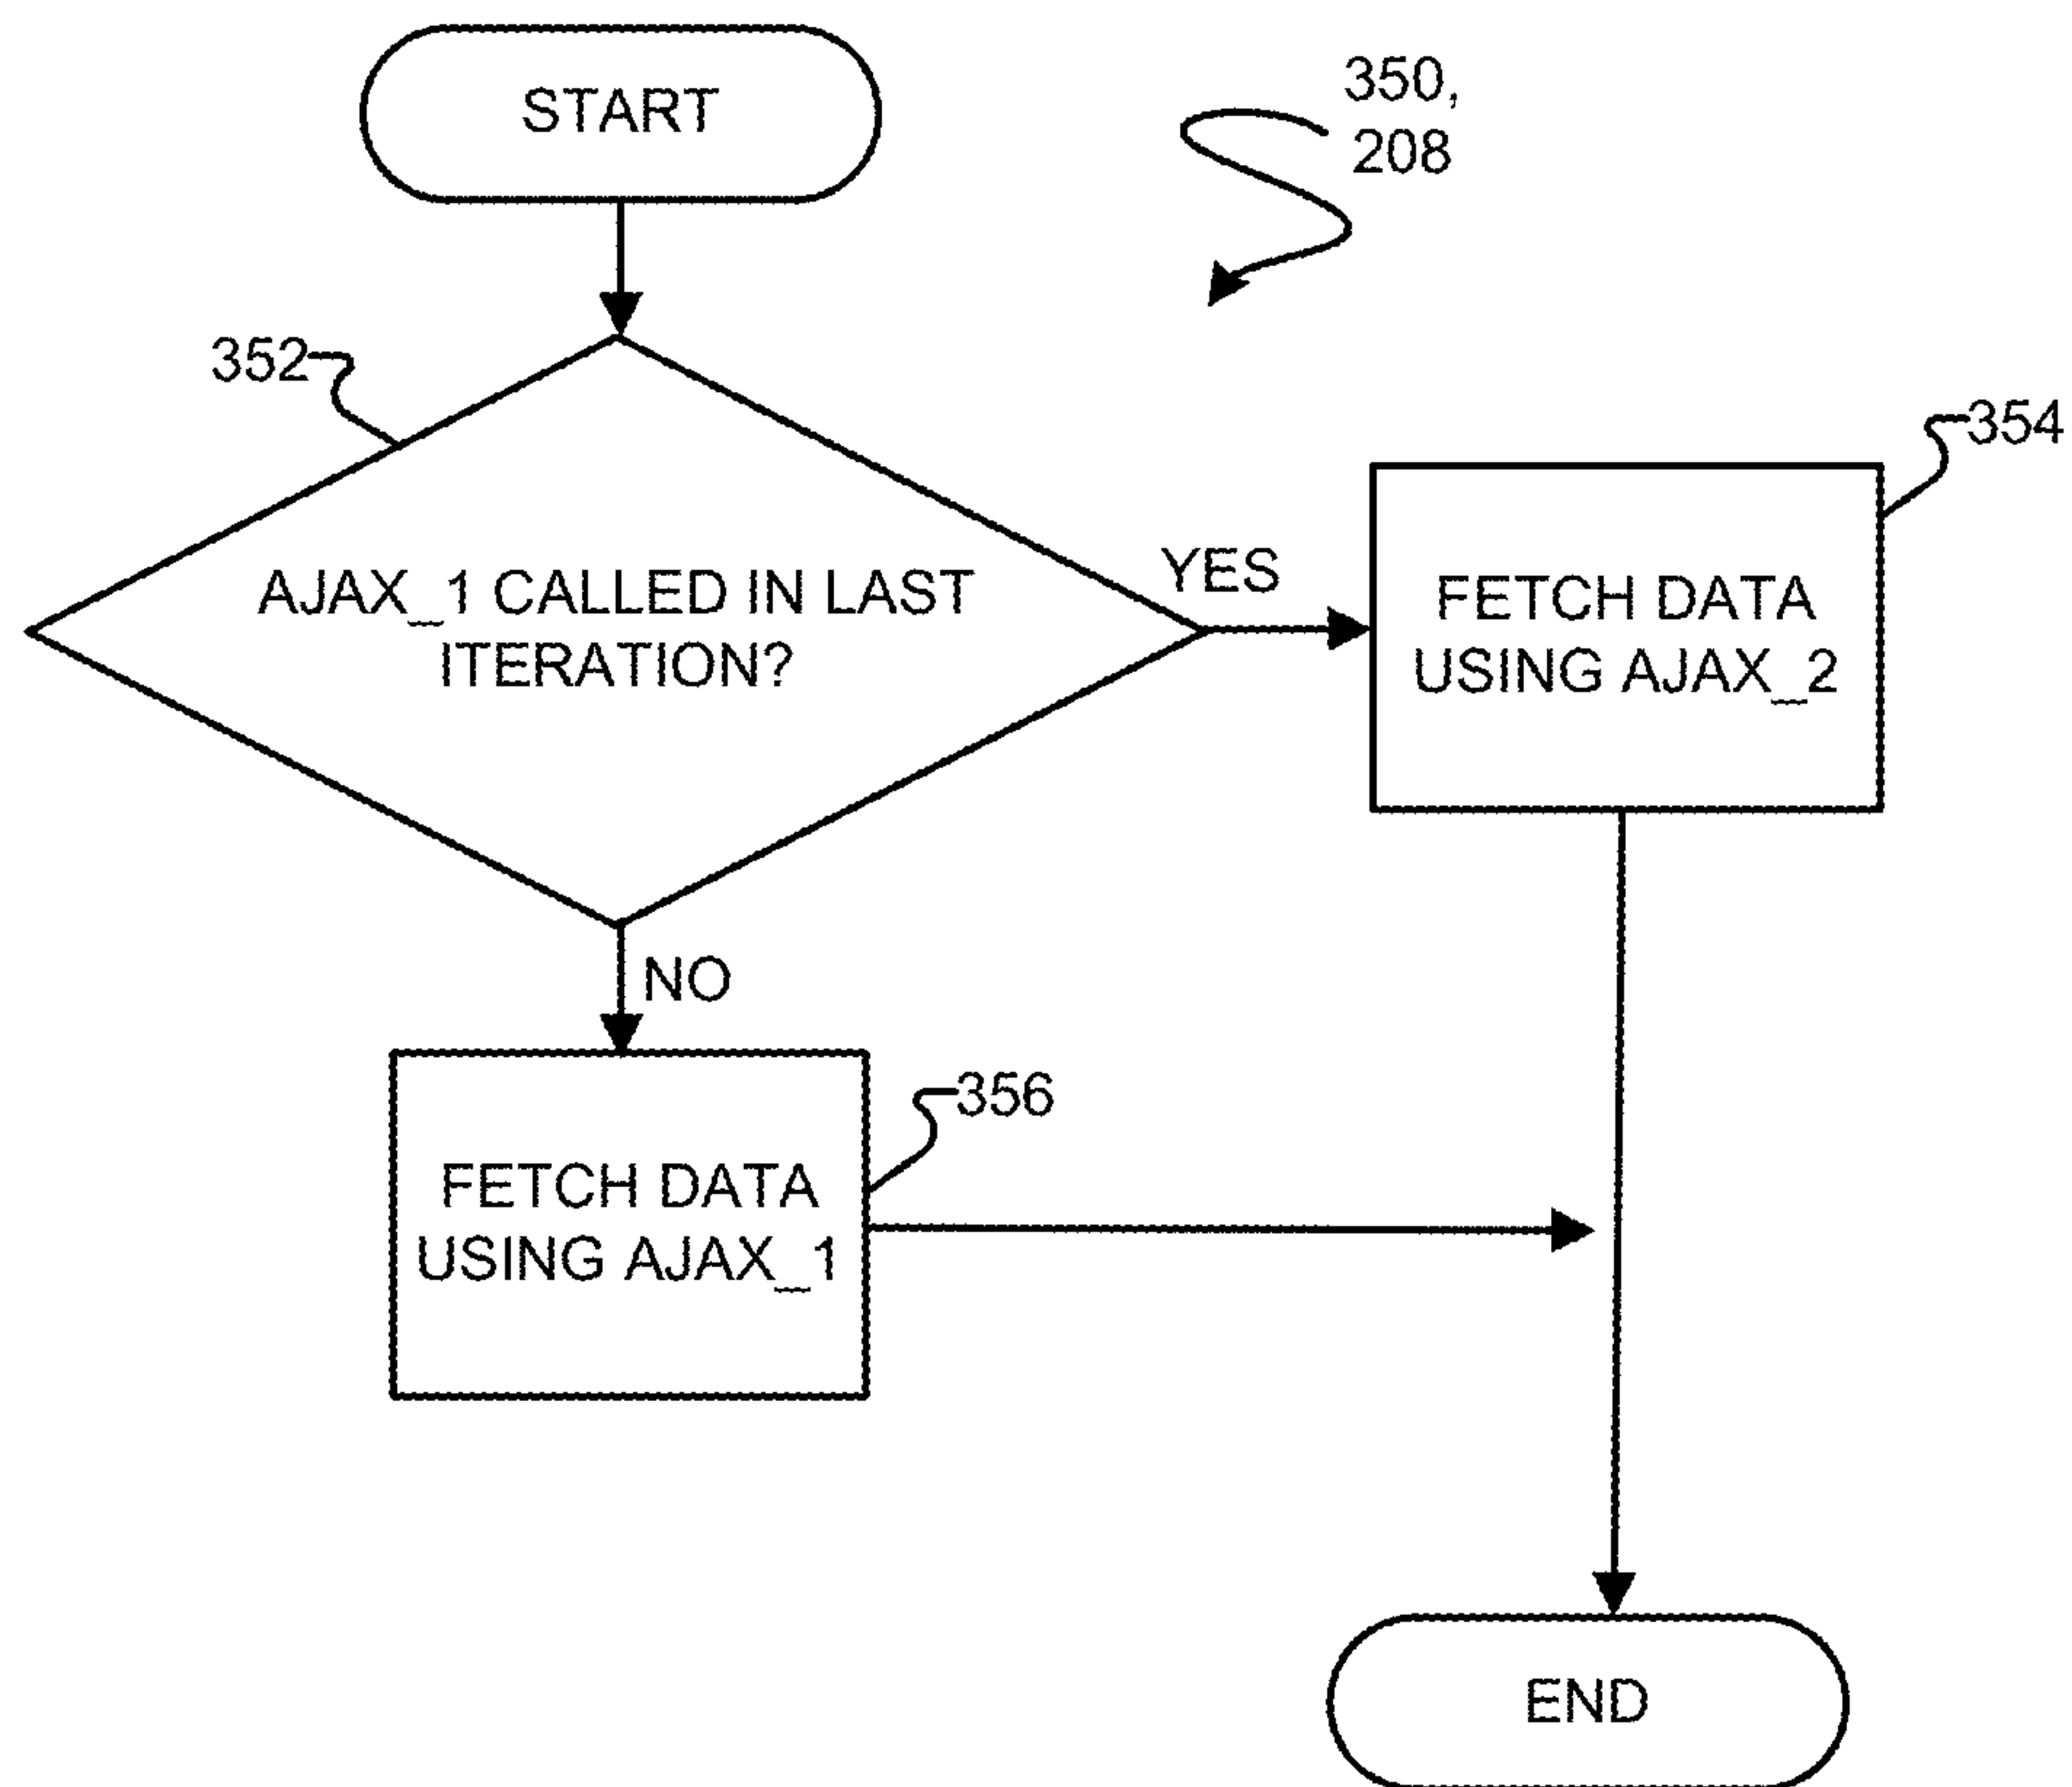 START
350,
208
352
354
AJAX_1 CALLED IN LAST
ITERATION?
YES
FETCH DATA
USING AJAX_2
NO
356
FETCH DATA
USING AJAX_1
END